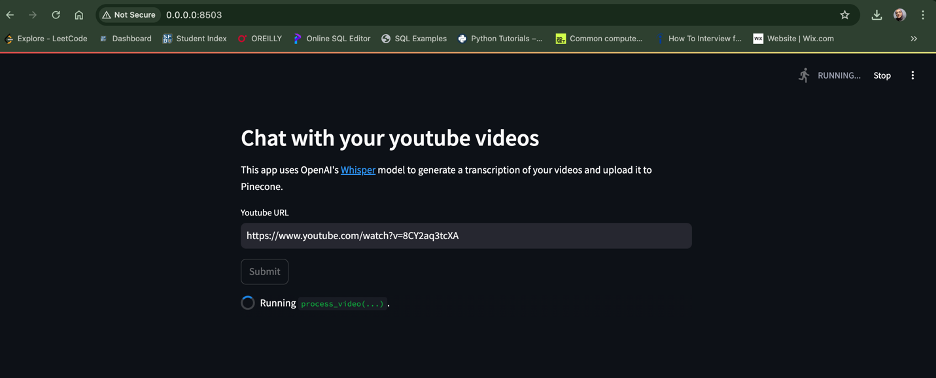 Not Secure 0.0.0.0:8503
Explore - LeetCode Dashboard Student Index OREILLY Online SQL Editor SQL Examples Python Tutorials –... Common compute... How To Interview f... WIX Website | Wix.com »
RUNNING... Stop
Chat with your youtube videos
This app uses OpenAI's Whisper model to generate a transcription of your videos and upload it to
Pinecone.
Youtube URL
https://www.youtube.com/watch?v=8CY2aq3tcXA
Submit
Running process_video(...).